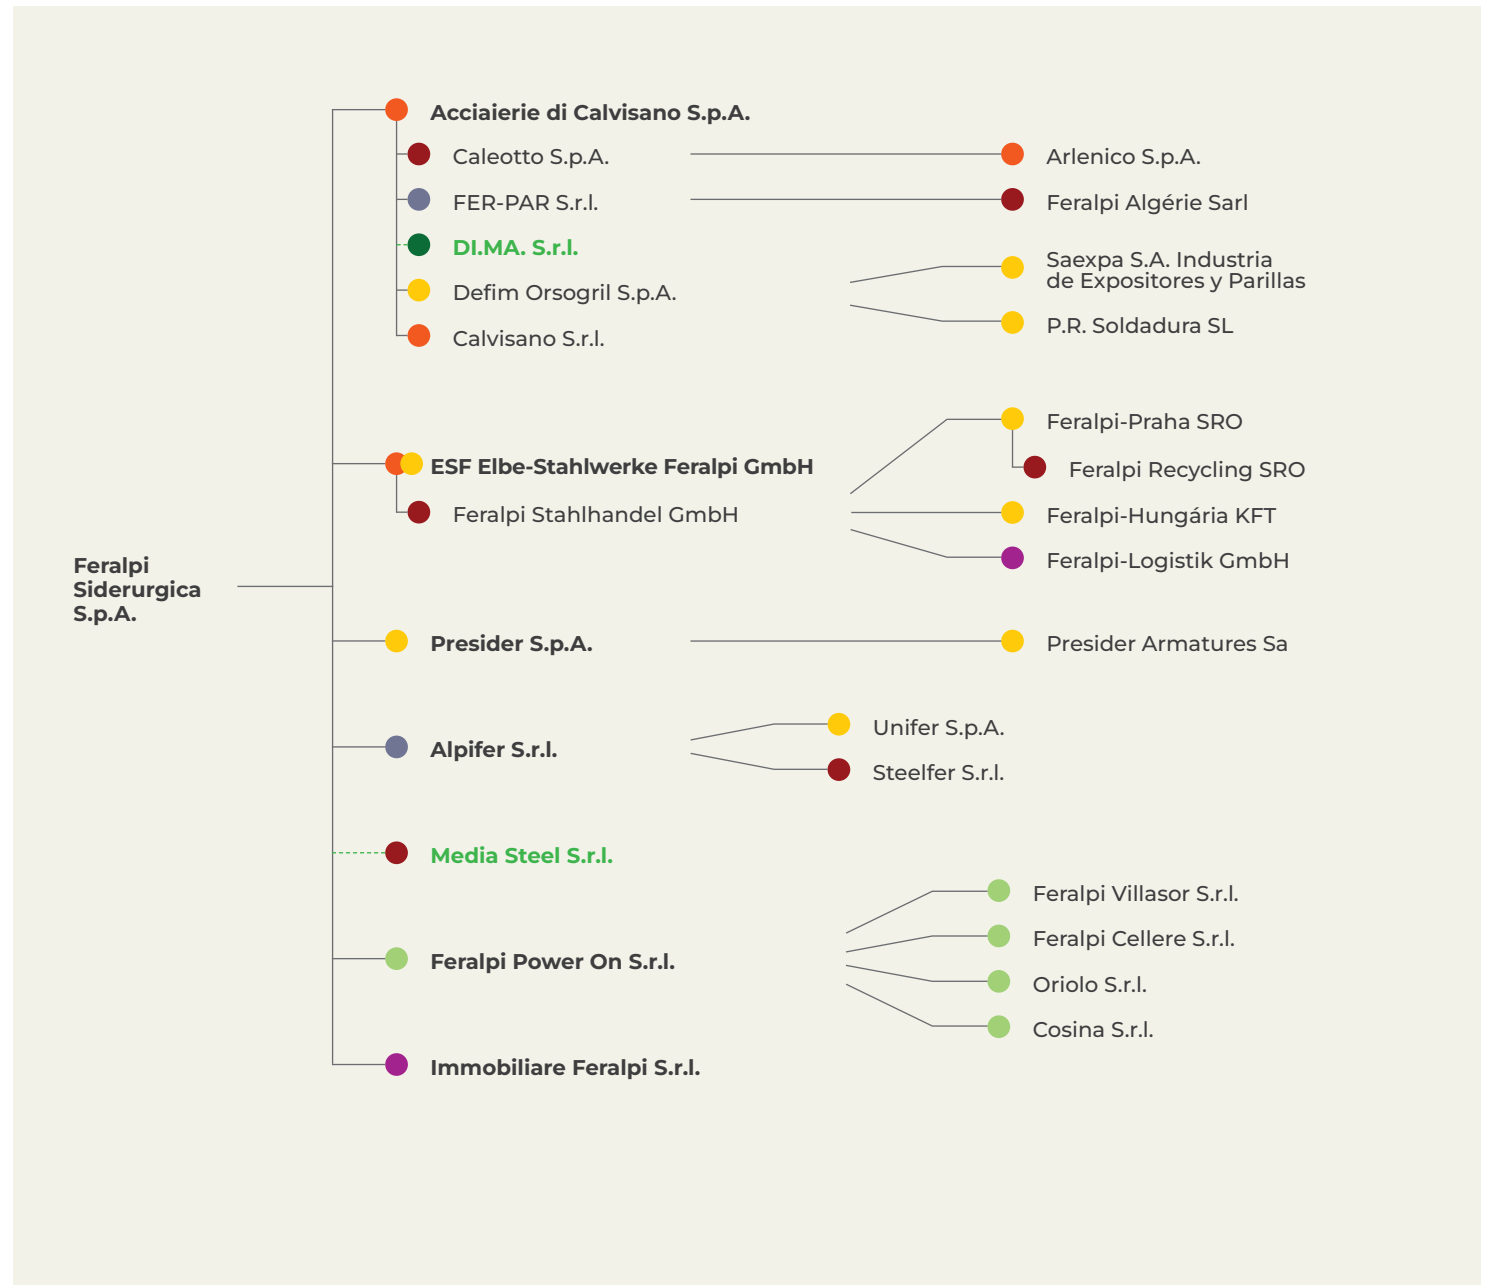 Acciaierie di Calvisano S.p.A.
Caleotto S.p.A.
Arlenico S.p.A.
FER-PAR S.r.l.
Feralpi Algérie Sarl
DI.MA. S.r.l.
Defim Orsogril S.p.A.
Saexpa S.A. Industria
de Expositores y Parillas
P.R. Soldadura SL
Calvisano S.r.l.
ESF Elbe-Stahlwerke Feralpi GmbH
Feralpi Stahlhandel GmbH
Feralpi-Praha SRO
Feralpi Recycling SRO
Feralpi-Hungária KFT
Feralpi-Logistik GmbH
Feralpi
Siderurgica
S.p.A.
Presider S.p.A.
Presider Armatures Sa
Alpifer S.r.l.
Unifer S.p.A.
Steelfer S.r.l.
Media Steel S.r.l.
Feralpi Power On S.r.l.
Feralpi Villasor S.r.l.
Feralpi Cellere S.r.l.
Oriolo S.r.l.
Cosina S.r.l.
Immobiliare Feralpi S.r.l.